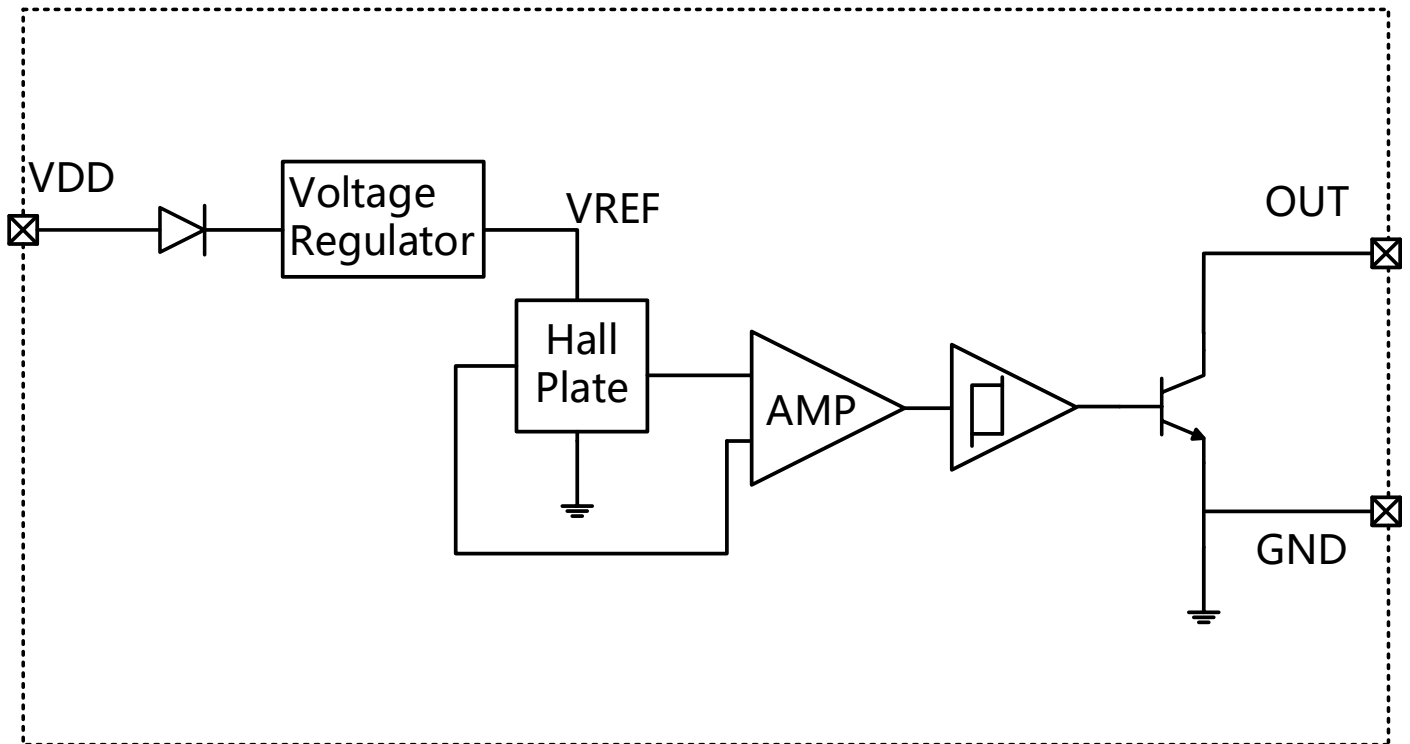 VDD
Voltage
Regulator
VREF
OUT
Hall
Plate
AMP
GND